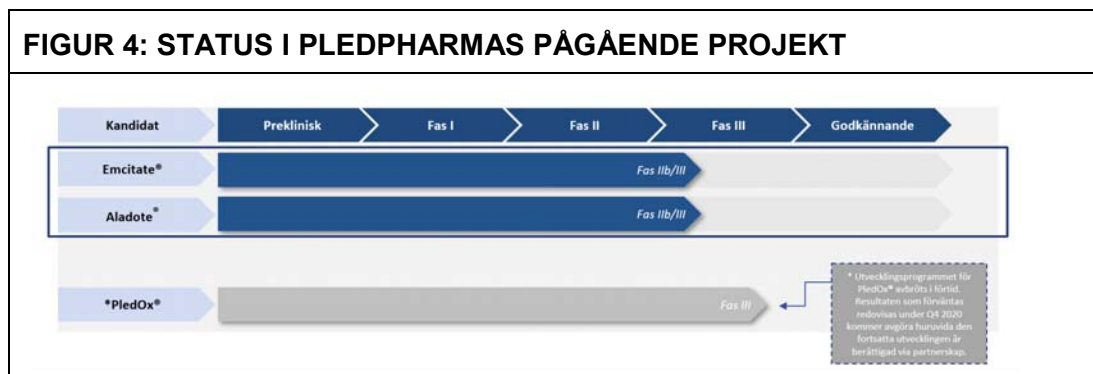 FIGUR 4: STATUS I PLEDPHARMAS PÅGÅENDE PROJEKT
Kandidat Preklinisk Fas I Fas II Fas III Godkännande
Emcitate® Fas IIb/III
Aladote® Fas IIb/III
*PledOx® Fas III
* Utvecklingsprogrammet för
PledOx® avbröts i förtid.
Resultaten som förväntas
redovisas under Q4 2020
kommer avgöra huruvida den
fortsatta utvecklingen är
berättigad via partnerskap.